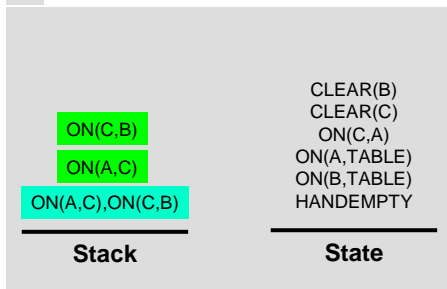 ON(C,B)
ON(A,C)
ON(A,C),ON(C,B)
Stack
CLEAR(B)
CLEAR(C)
ON(C,A)
ON(A,TABLE)
ON(B,TABLE)
HANDEMPTY
State